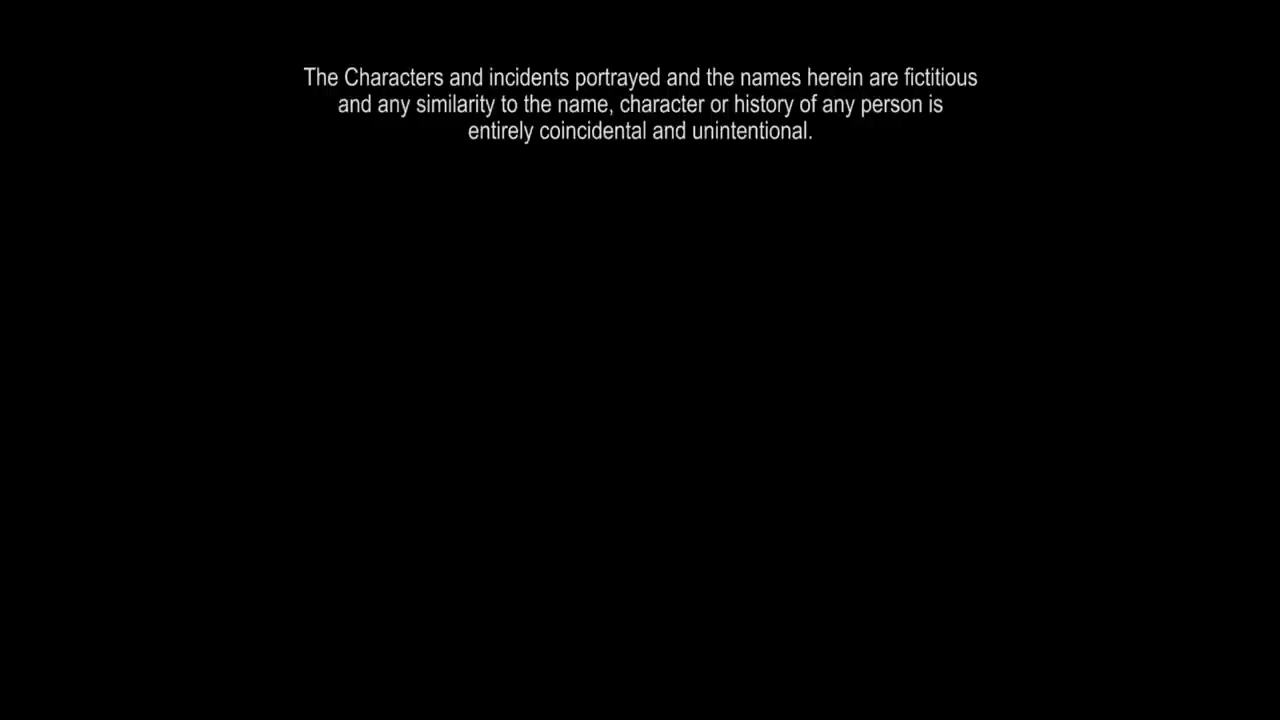 The Characters and incidents portrayed and the names herein are fictitious
and any similarity to the name, character or history of any person is
entirely coincidental and unintentional.